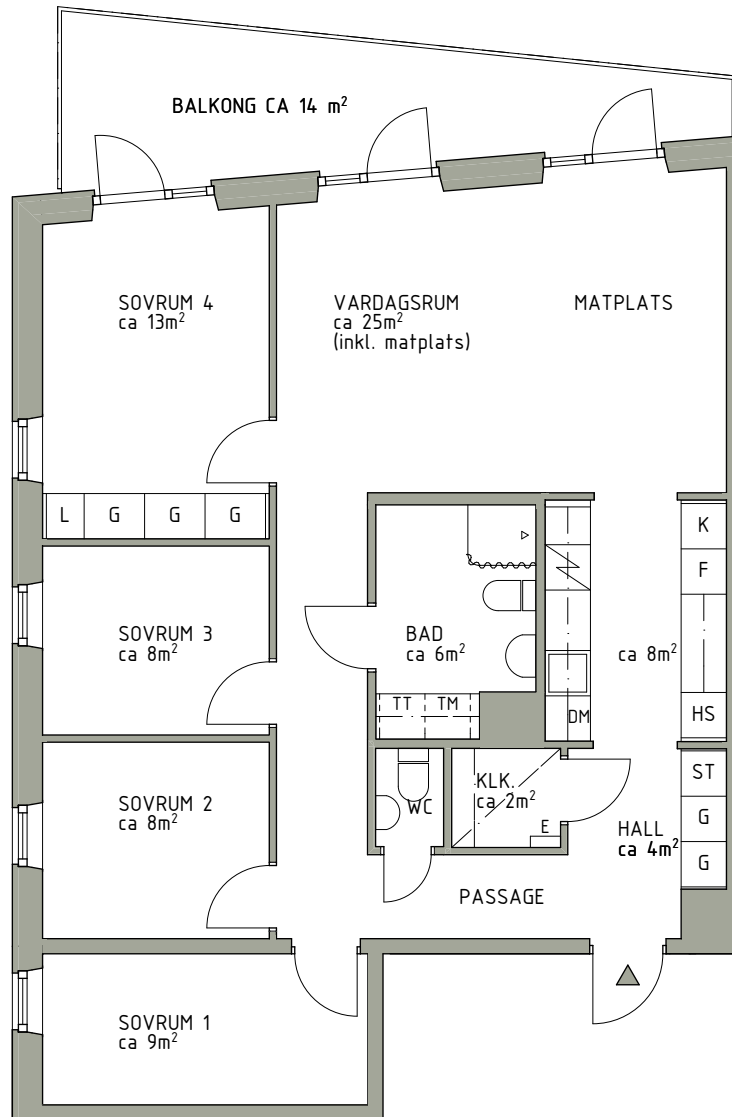 BALKONG CA 14 m²
SOVRUM 4
ca 13m²
VARDAGSRUM
ca 25m²
(inkl. matplats)
MATPLATS
L G G G
K
F
SOVRUM 3
ca 8m²
BAD
ca 6m²
ca 8m²
TT TM
DM
HS
SOVRUM 2
ca 8m²
WC
KLK.
ca 2m²
E
ST
G
G
HALL
ca 4m²
PASSAGE
SOVRUM 1
ca 9m²